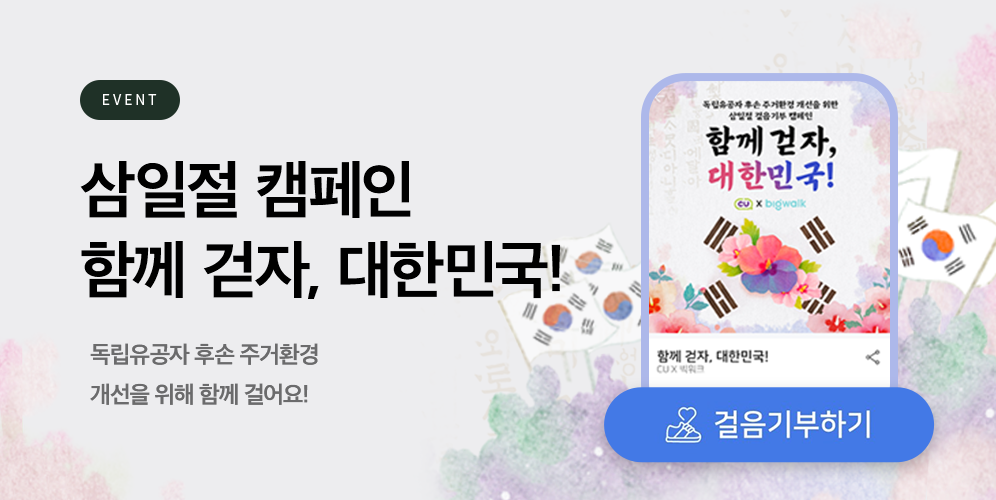 EVENT
삼일절 캠페인
함께 걷자, 대한민국!
독립유공자 후손 주거환경
개선을 위해 함께 걸어요!
독립유공자 후손 주거환경 개선을 위한
삼일절 걸음기부 캠페인
함께 걷자,
대한민국!
CU X bigwalk
함께 걷자, 대한민국!
CU X 빅워크
걸음기부하기